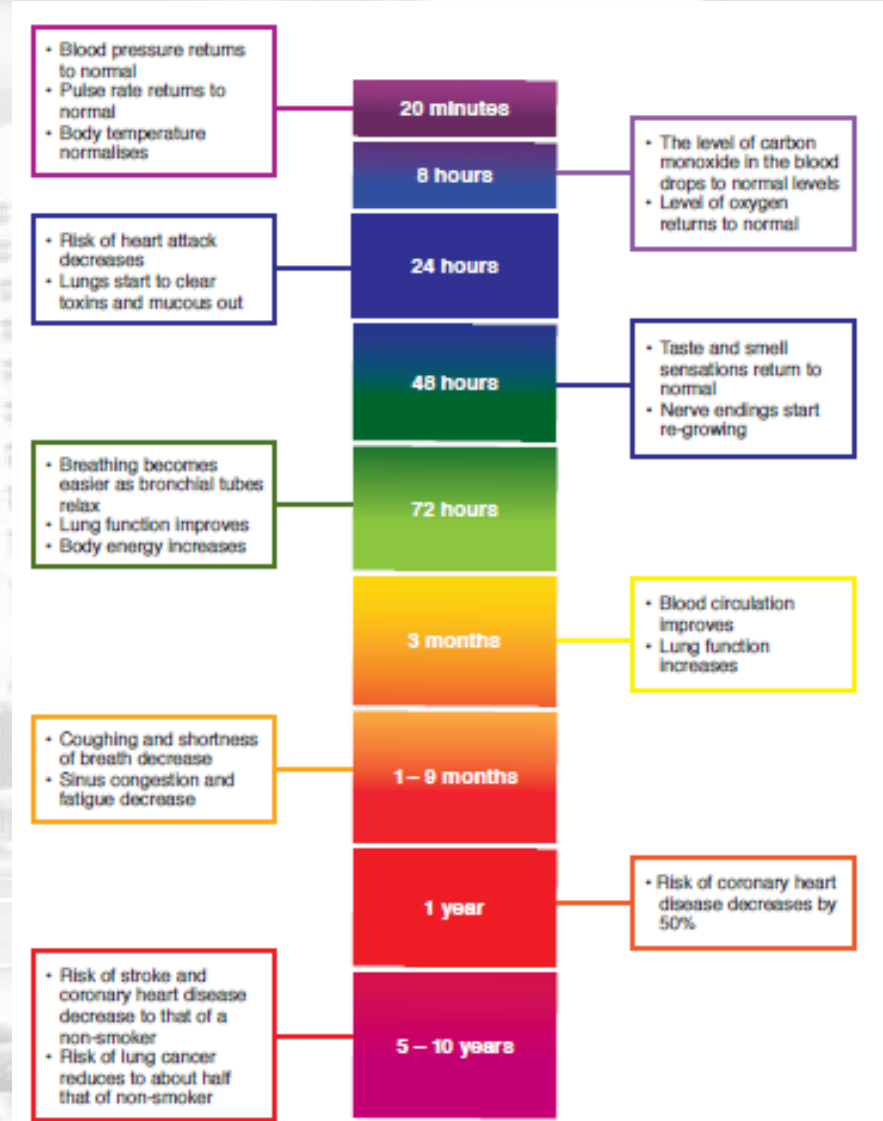 • Blood pressure returns
to normal
• Pulse rate returns to
normal
• Body temperature
normalises
20 minutes
8 hours
• The level of carbon
monoxide in the blood
drops to normal levels
• Level of oxygen
returns to normal
• Risk of heart attack
decreases
• Lungs start to clear
toxins and mucous out
24 hours
48 hours
• Taste and smell
sensations return to
normal
• Nerve endings start
re-growing
• Breathing becomes
easier as bronchial tubes
relax
• Lung function improves
• Body energy increases
72 hours
3 months
• Blood circulation
improves
• Lung function
increases
• Coughing and shortness
of breath decrease
• Sinus congestion and
fatigue decrease
1 – 9 months
1 year
• Risk of coronary heart
disease decreases by
50%
• Risk of stroke and
coronary heart disease
decrease to that of a
non-smoker
• Risk of lung cancer
reduces to about half
that of non-smoker
5 – 10 years